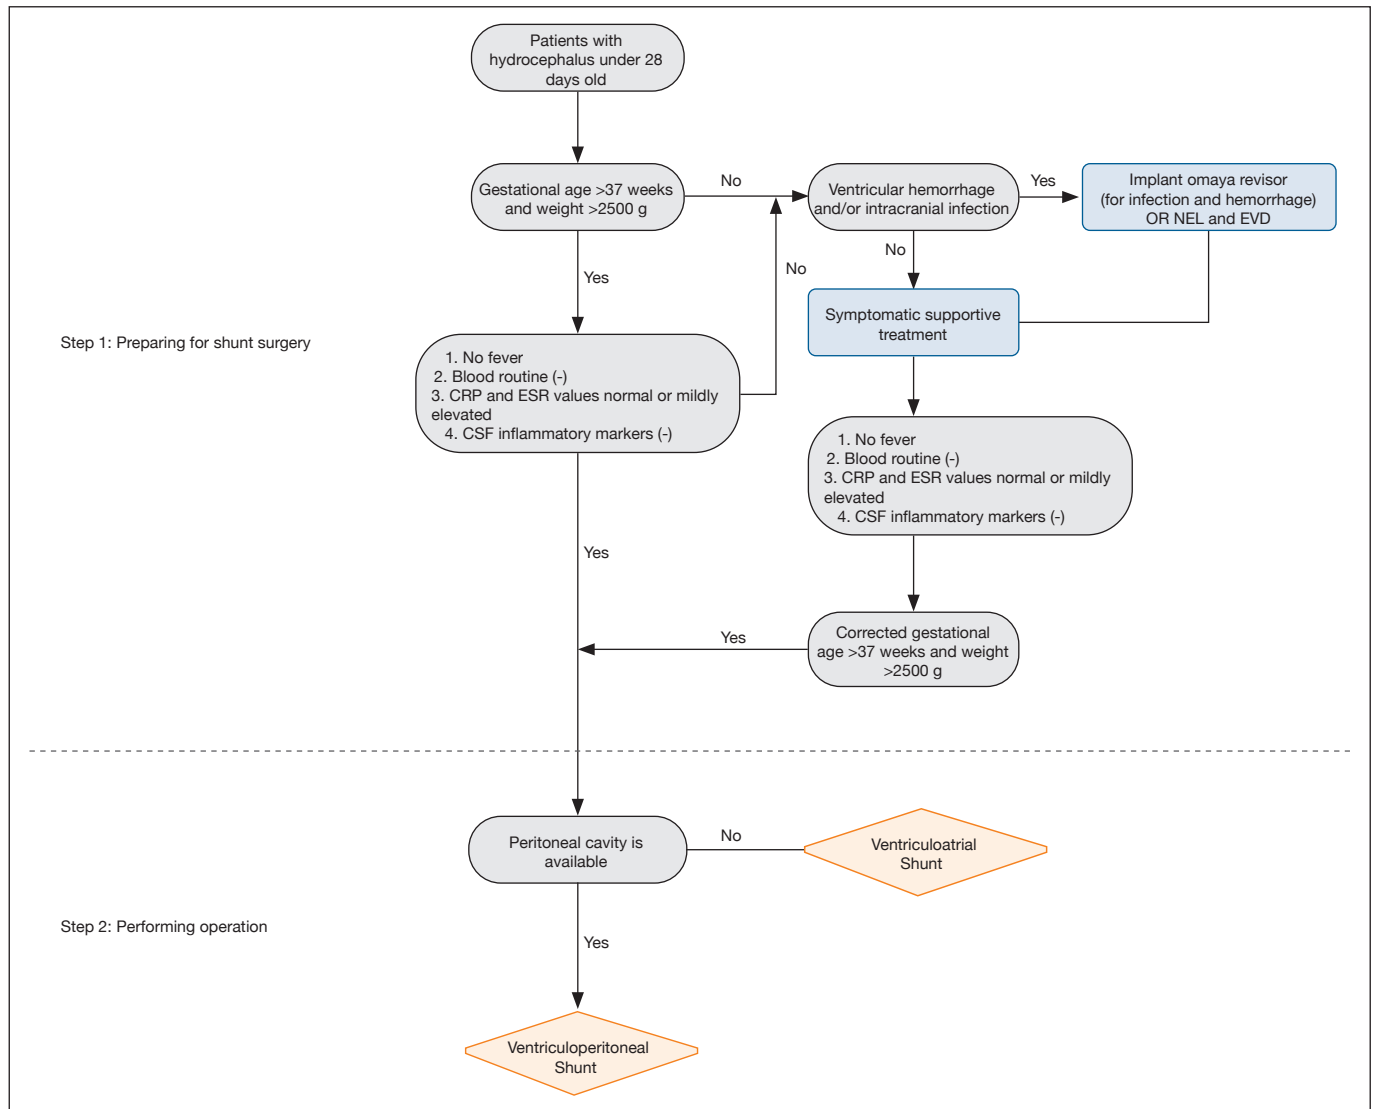 Patients with
hydrocephalus under 28
days old
Gestational age >37 weeks
and weight >2500 g
No
Ventricular hemorrhage
and/or intracranial infection
Yes
Implant omaya revisor
(for infection and hemorrhage)
OR NEL and EVD
No
No
Yes
Symptomatic supportive
treatment
Step 1: Preparing for shunt surgery
1. No fever
2. Blood routine (-)
3. CRP and ESR values normal or mildly
elevated
4. CSF inflammatory markers (-)
1. No fever
2. Blood routine (-)
3. CRP and ESR values normal or mildly
elevated
4. CSF inflammatory markers (-)
Yes
Yes
Corrected gestational
age >37 weeks and weight
>2500 g
Peritoneal cavity is
available
No
Ventriculoatrial
Shunt
Step 2: Performing operation
Yes
Ventriculoperitoneal
Shunt